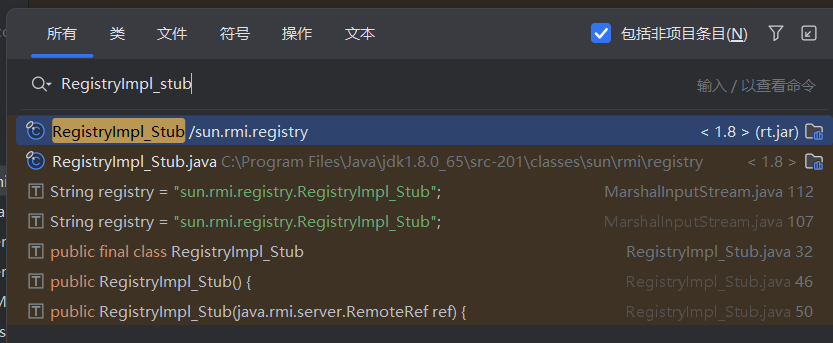 所有 类 文件 符号 操作 文本 包括非项目条目(N)
RegistryImpl_stub 输入 / 以查看命令
RegistryImpl_Stub /sun.rmi.registry < 1.8 > (rt.jar)
RegistryImpl_Stub.java C:\Program Files\Java\jdk1.8.0_65\src-201\classes\sun\rmi\registry < 1.8 >
String registry = "sun.rmi.registry.RegistryImpl_Stub"; MarshalInputStream.java 112
String registry = "sun.rmi.registry.RegistryImpl_Stub"; MarshalInputStream.java 107
public final class RegistryImpl_Stub RegistryImpl_Stub.java 32
public RegistryImpl_Stub() { RegistryImpl_Stub.java 46
public RegistryImpl_Stub(java.rmi.server.RemoteRef ref) { RegistryImpl_Stub.java 50